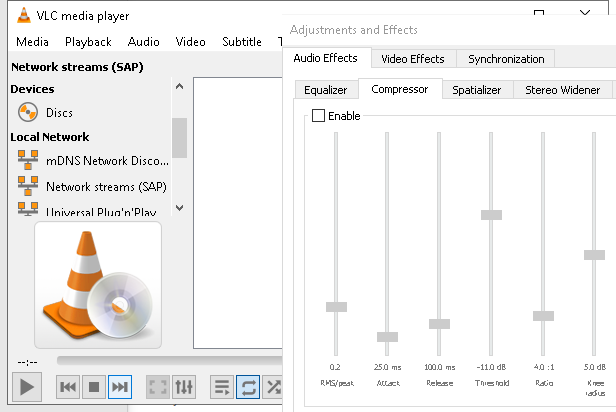 VLC media player
Media Playback Audio Video Subtitle T
Network streams (SAP)
Devices
Discs
Local Network
mDNS Network Disco...
Network streams (SAP)
Universal Plug'n'Play
--:--
Adjustments and Effects
Audio Effects Video Effects Synchronization
Equalizer Compressor Spatializer Stereo Widener
Enable
0.2 25.0 ms 100.0 ms -11.0 dB 4.0 :1 5.0 dB
RMS/peak Attack Release Threshold Ratio Knee
radius